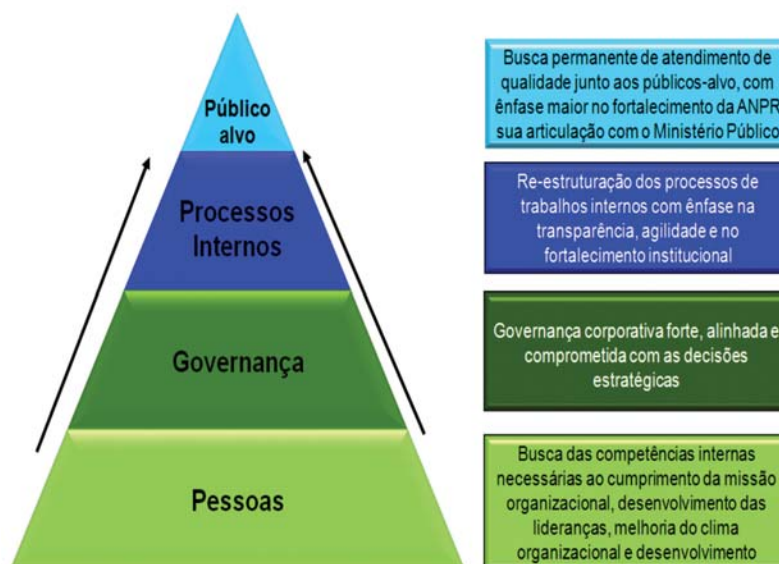 Público
alvo
Busca permanente de atendimento de
qualidade junto aos públicos-alvo, com
ênfase maior no fortalecimento da ANPR
sua articulação com o Ministério Público
Processos
Internos
Re-estruturação dos processos de
trabalhos internos com ênfase na
transparência, agilidade e no
fortalecimento institucional
Governança
Governança corporativa forte, alinhada e
comprometida com as decisões
estratégicas
Pessoas
Busca das competências internas
necessárias ao cumprimento da missão
organizacional, desenvolvimento das
lideranças, melhoria do clima
organizacional e desenvolvimento